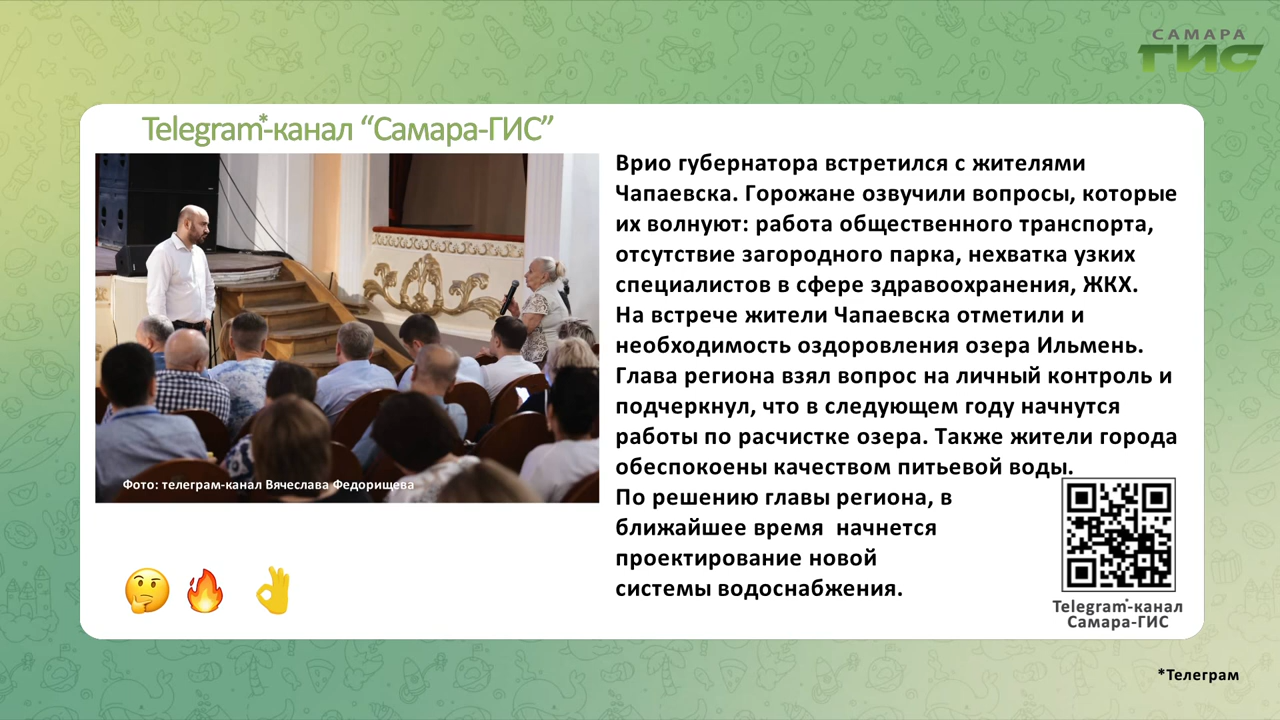 САМАРА
ГИС
Telegram*-канал “Самара-ГИС”
Врио губернатора встретился с жителями
Чапаевска. Горожане озвучили вопросы, которые
их волнуют: работа общественного транспорта,
отсутствие загородного парка, нехватка узких
специалистов в сфере здравоохранения, ЖКХ.
На встрече жители Чапаевска отметили и
необходимость оздоровления озера Ильмень.
Глава региона взял вопрос на личный контроль и
подчеркнул, что в следующем году начнутся
работы по расчистке озера. Также жители города
обеспокоены качеством питьевой воды.
По решению главы региона, в
ближайшее время начнется
проектирование новой
системы водоснабжения.
Фото: телеграм-канал Вячеслава Федорищева
Telegram*-канал
Самара-ГИС
*Телеграм